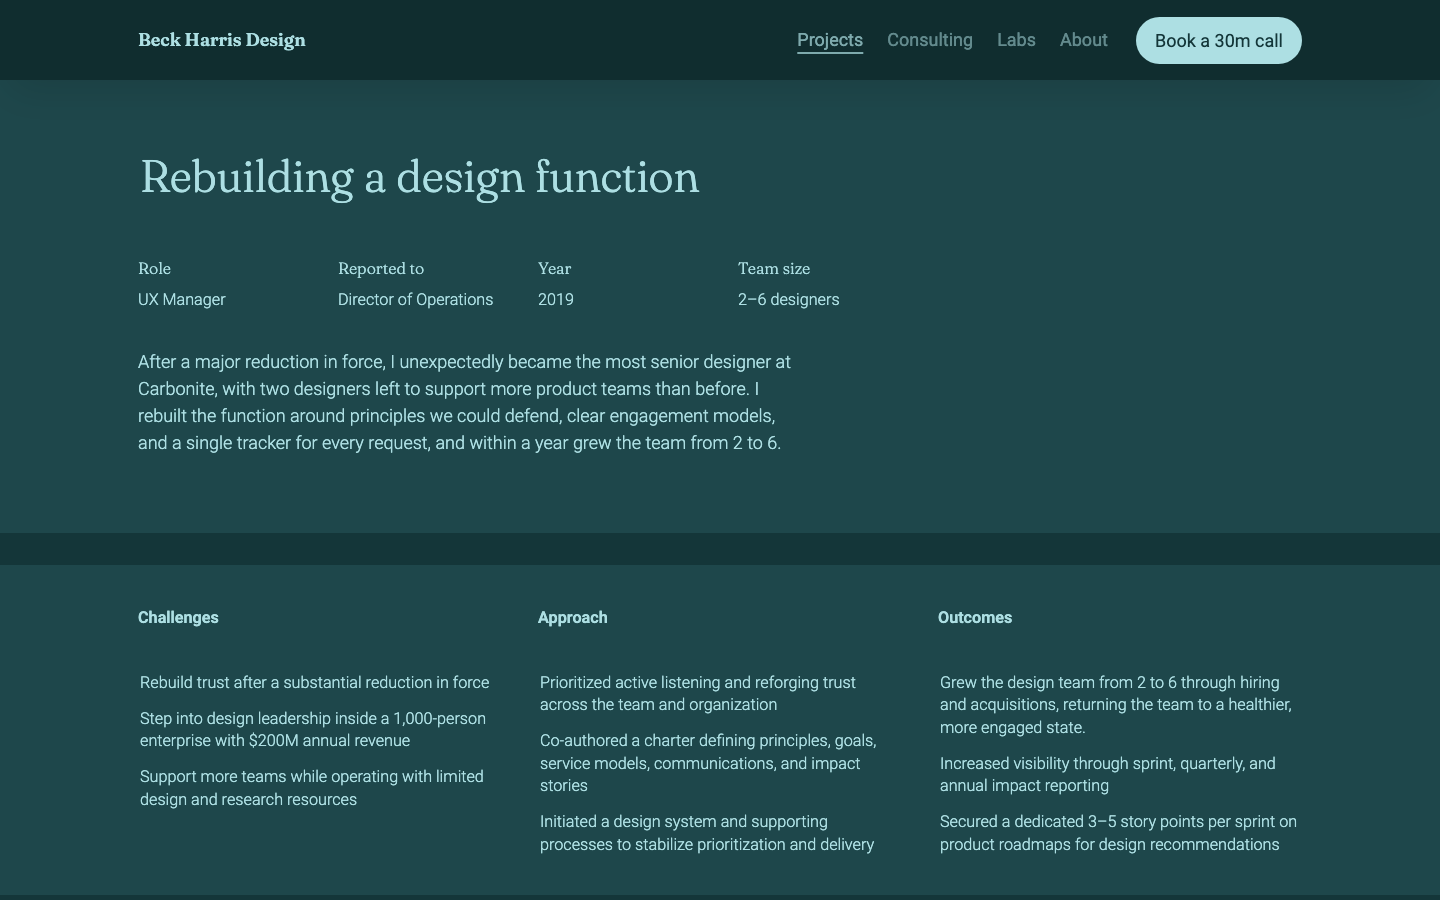 Beck Harris Design
Projects Consulting Labs About Book a 30m call
Rebuilding a design function
Role Reported to Year Team size
UX Manager Director of Operations 2019 2–6 designers
After a major reduction in force, I unexpectedly became the most senior designer at
Carbonite, with two designers left to support more product teams than before. I
rebuilt the function around principles we could defend, clear engagement models,
and a single tracker for every request, and within a year grew the team from 2 to 6.
Challenges
Rebuild trust after a substantial reduction in force
Step into design leadership inside a 1,000-person
enterprise with $200M annual revenue
Support more teams while operating with limited
design and research resources
Approach
Prioritized active listening and reforging trust
across the team and organization
Co-authored a charter defining principles, goals,
service models, communications, and impact
stories
Initiated a design system and supporting
processes to stabilize prioritization and delivery
Outcomes
Grew the design team from 2 to 6 through hiring
and acquisitions, returning the team to a healthier,
more engaged state.
Increased visibility through sprint, quarterly, and
annual impact reporting
Secured a dedicated 3–5 story points per sprint on
product roadmaps for design recommendations